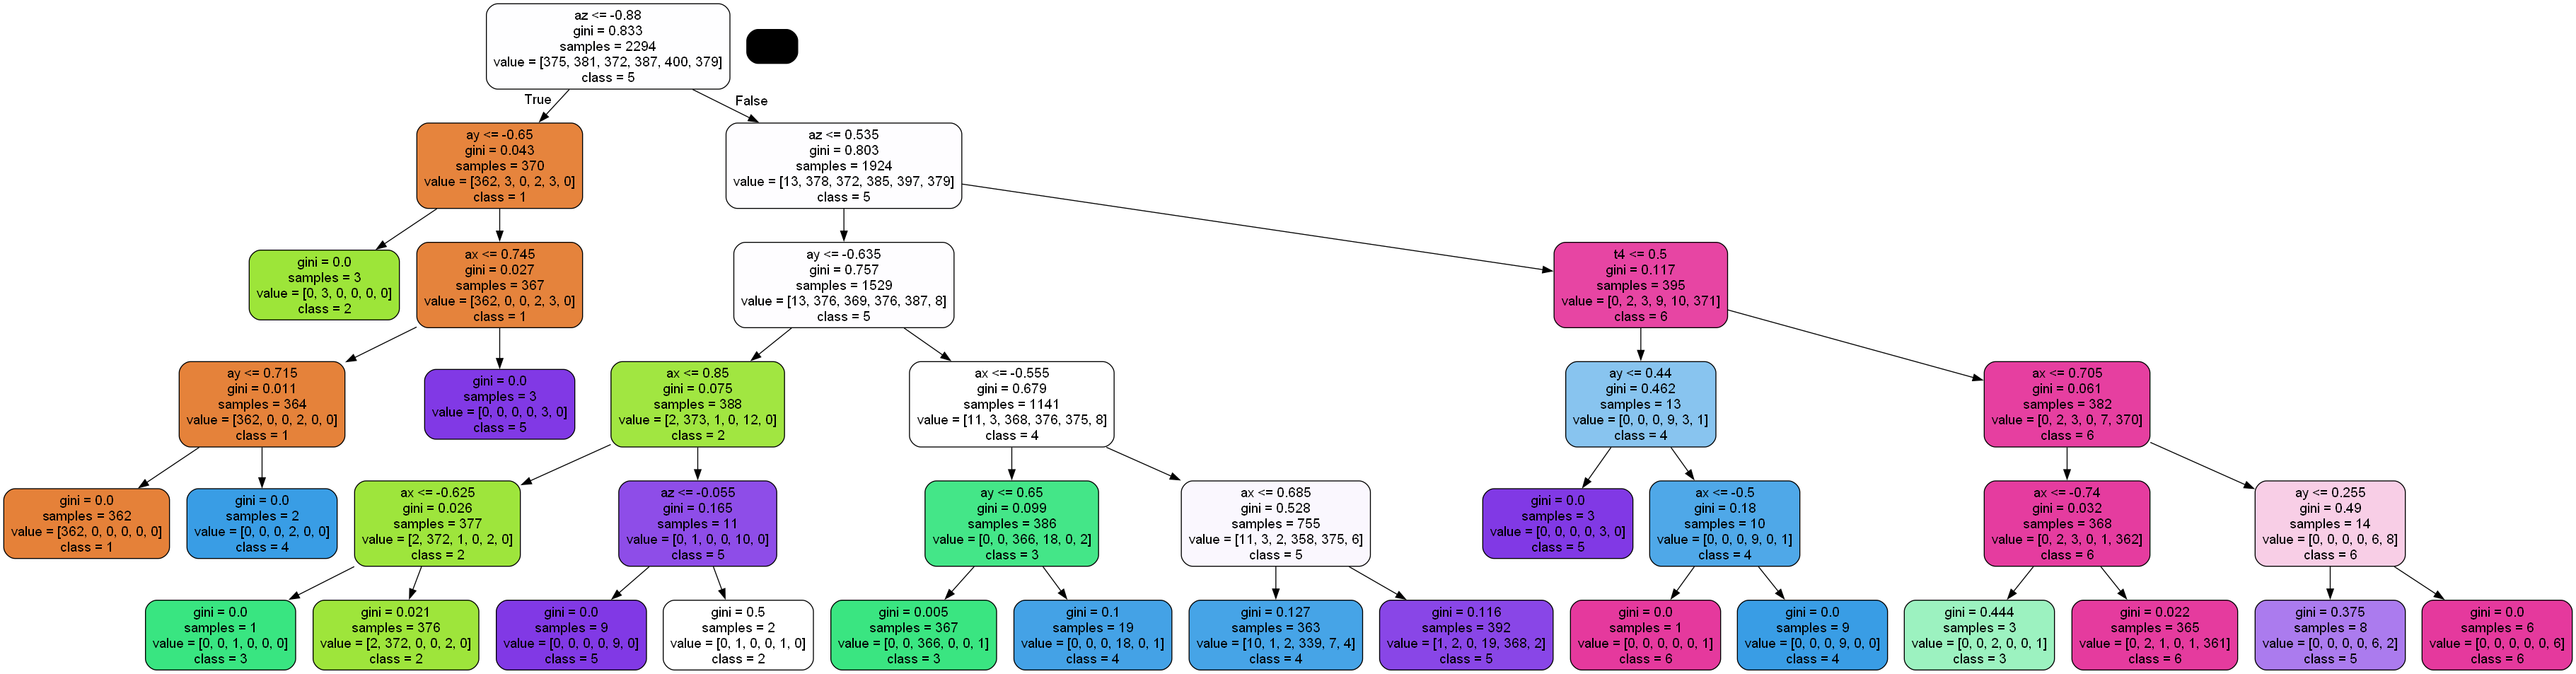 az <= -0.88
gini = 0.833
samples = 2294
value = [375, 381, 372, 387, 400, 379]
class = 5
True
False
ay <= -0.65
gini = 0.043
samples = 370
value = [362, 3, 0, 2, 3, 0]
class = 1
az <= 0.535
gini = 0.803
samples = 1924
value = [13, 378, 372, 385, 397, 379]
class = 5
gini = 0.0
samples = 3
value = [0, 3, 0, 0, 0, 0]
class = 2
ax <= 0.745
gini = 0.027
samples = 367
value = [362, 0, 0, 2, 3, 0]
class = 1
ay <= -0.635
gini = 0.757
samples = 1529
value = [13, 376, 369, 376, 387, 8]
class = 5
t4 <= 0.5
gini = 0.117
samples = 395
value = [0, 2, 3, 9, 10, 371]
class = 6
ay <= 0.715
gini = 0.011
samples = 364
value = [362, 0, 0, 2, 0, 0]
class = 1
gini = 0.0
samples = 3
value = [0, 0, 0, 0, 3, 0]
class = 5
ax <= 0.85
gini = 0.075
samples = 388
value = [2, 373, 1, 0, 12, 0]
class = 2
ax <= -0.555
gini = 0.679
samples = 1141
value = [11, 3, 368, 376, 375, 8]
class = 4
ay <= 0.44
gini = 0.462
samples = 13
value = [0, 0, 0, 9, 3, 1]
class = 4
ax <= 0.705
gini = 0.061
samples = 382
value = [0, 2, 3, 0, 7, 370]
class = 6
gini = 0.0
samples = 362
value = [362, 0, 0, 0, 0, 0]
class = 1
gini = 0.0
samples = 2
value = [0, 0, 0, 2, 0, 0]
class = 4
ax <= -0.625
gini = 0.026
samples = 377
value = [2, 372, 1, 0, 2, 0]
class = 2
az <= -0.055
gini = 0.165
samples = 11
value = [0, 1, 0, 0, 10, 0]
class = 5
ay <= 0.65
gini = 0.099
samples = 386
value = [0, 0, 366, 18, 0, 2]
class = 3
ax <= 0.685
gini = 0.528
samples = 755
value = [11, 3, 2, 358, 375, 6]
class = 5
gini = 0.0
samples = 3
value = [0, 0, 0, 0, 3, 0]
class = 5
ax <= -0.5
gini = 0.18
samples = 10
value = [0, 0, 0, 9, 0, 1]
class = 4
ax <= -0.74
gini = 0.032
samples = 368
value = [0, 2, 3, 0, 1, 362]
class = 6
ay <= 0.255
gini = 0.49
samples = 14
value = [0, 0, 0, 0, 6, 8]
class = 6
gini = 0.0
samples = 1
value = [0, 0, 1, 0, 0, 0]
class = 3
gini = 0.021
samples = 376
value = [2, 372, 0, 0, 2, 0]
class = 2
gini = 0.0
samples = 9
value = [0, 0, 0, 0, 9, 0]
class = 5
gini = 0.5
samples = 2
value = [0, 1, 0, 0, 1, 0]
class = 2
gini = 0.005
samples = 367
value = [0, 0, 366, 0, 0, 1]
class = 3
gini = 0.1
samples = 19
value = [0, 0, 0, 18, 0, 1]
class = 4
gini = 0.127
samples = 363
value = [10, 1, 2, 339, 7, 4]
class = 4
gini = 0.116
samples = 392
value = [1, 2, 0, 19, 368, 2]
class = 5
gini = 0.0
samples = 1
value = [0, 0, 0, 0, 0, 1]
class = 6
gini = 0.0
samples = 9
value = [0, 0, 0, 9, 0, 0]
class = 4
gini = 0.444
samples = 3
value = [0, 0, 2, 0, 0, 1]
class = 3
gini = 0.022
samples = 365
value = [0, 2, 1, 0, 1, 361]
class = 6
gini = 0.375
samples = 8
value = [0, 0, 0, 0, 6, 2]
class = 5
gini = 0.0
samples = 6
value = [0, 0, 0, 0, 0, 6]
class = 6